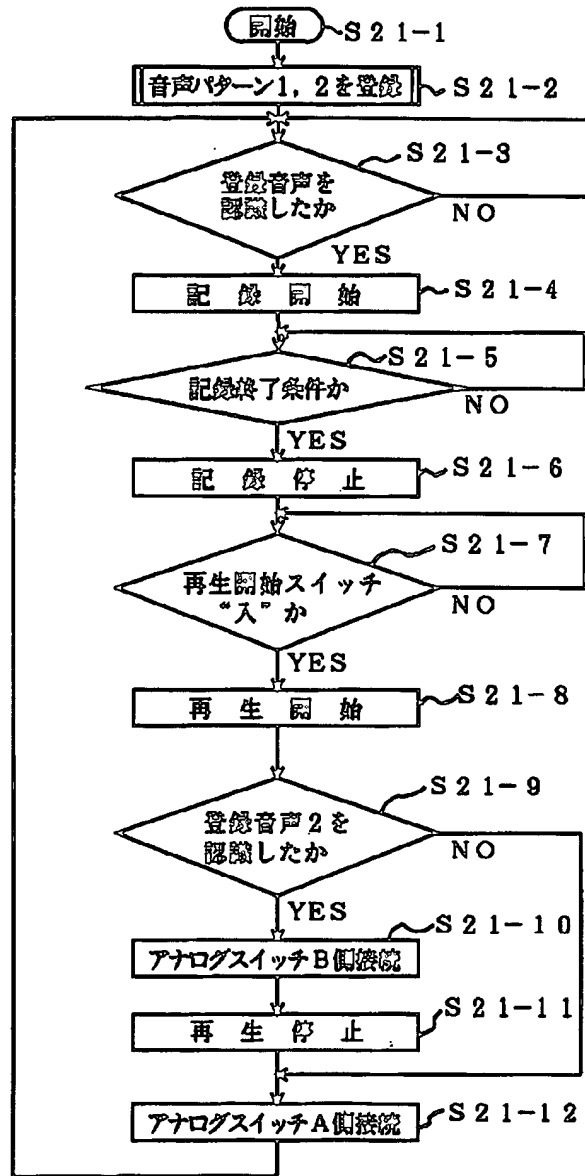 開始
S21-1
音声パターン1，2を登録
S21-2
S21-3
登録音声を
認識したか
NO
YES
記録開始
S21-4
S21-5
記録終了条件か
NO
YES
S21-6
記録停止
S21-7
再生開始スイッチ
“入”か
NO
YES
再生開始
S21-8
S21-9
登録音声2を
認識したか
NO
YES
S21-10
アナログスイッチB側接続
S21-11
再生停止
アナログスイッチA側接続
S21-12